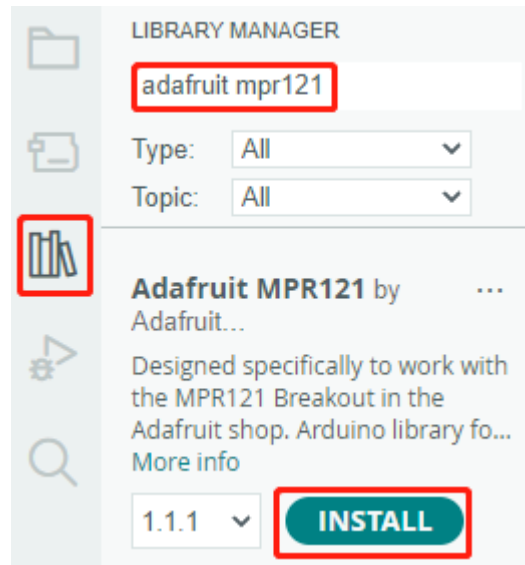 LIBRARY MANAGER
adafruit mpr121
Type: All
Topic: All
Adafruit MPR121 by ...
Adafruit...
Designed specifically to work with
the MPR121 Breakout in the
Adafruit shop. Arduino library fo...
More info
1.1.1 INSTALL